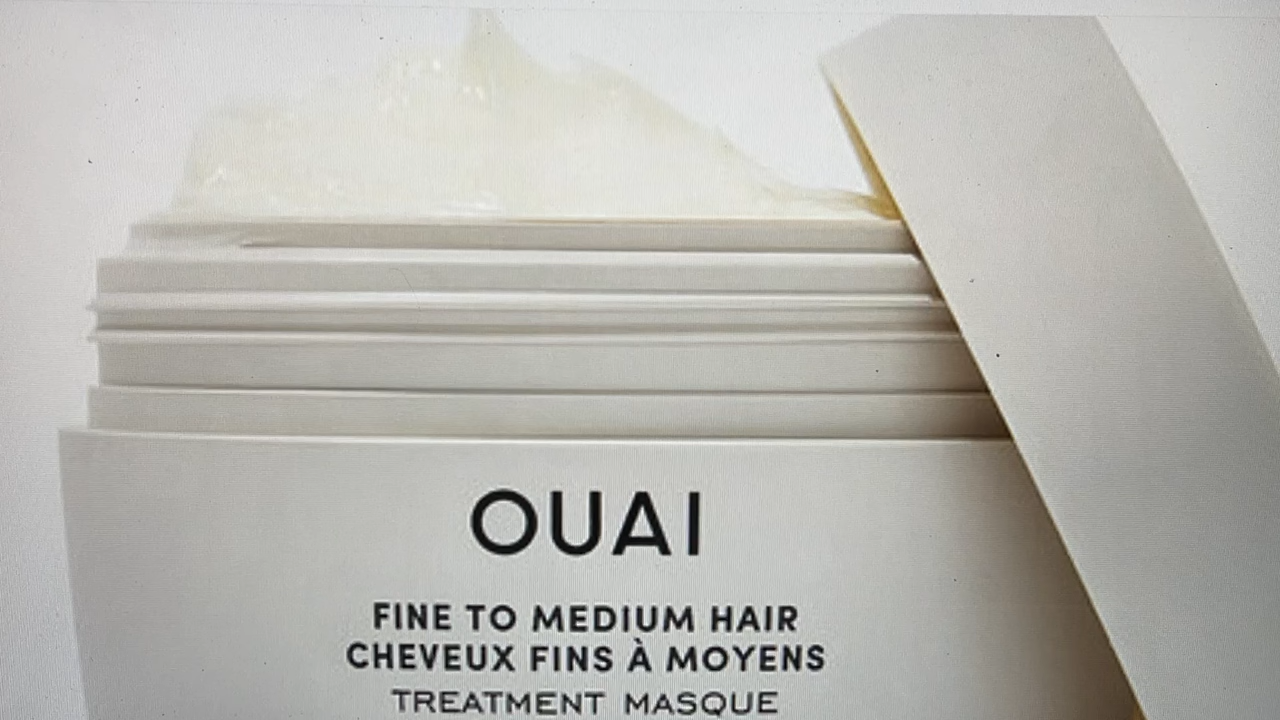 OUAI
FINE TO MEDIUM HAIR
CHEVEUX FINS À MOYENS
TREATMENT MASQUE